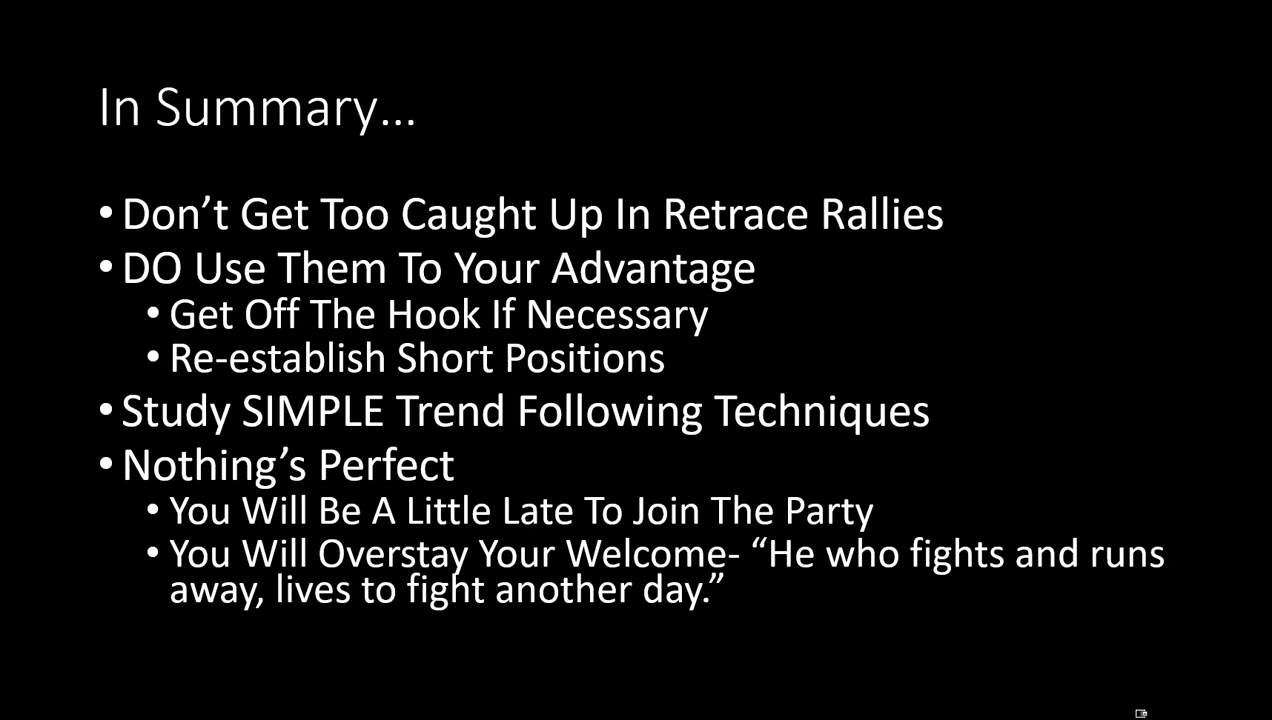 In Summary…
• Don’t Get Too Caught Up In Retrace Rallies
• DO Use Them To Your Advantage
• Get Off The Hook If Necessary
• Re-establish Short Positions
• Study SIMPLE Trend Following Techniques
• Nothing’s Perfect
• You Will Be A Little Late To Join The Party
• You Will Overstay Your Welcome- “He who fights and runs
away, lives to fight another day.”